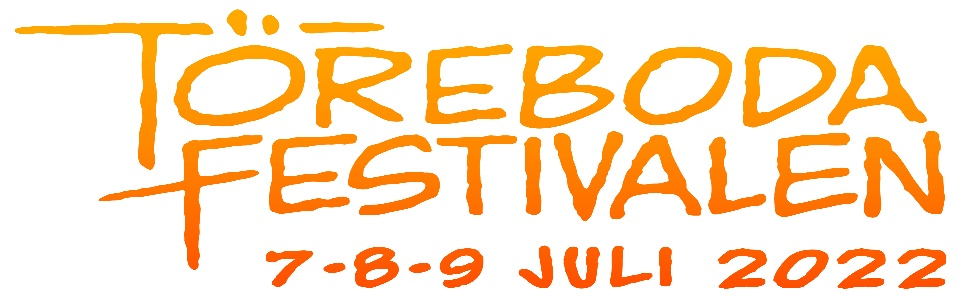 TÖREBODA
FESTIVALEN
7-8-9 JULI 2022